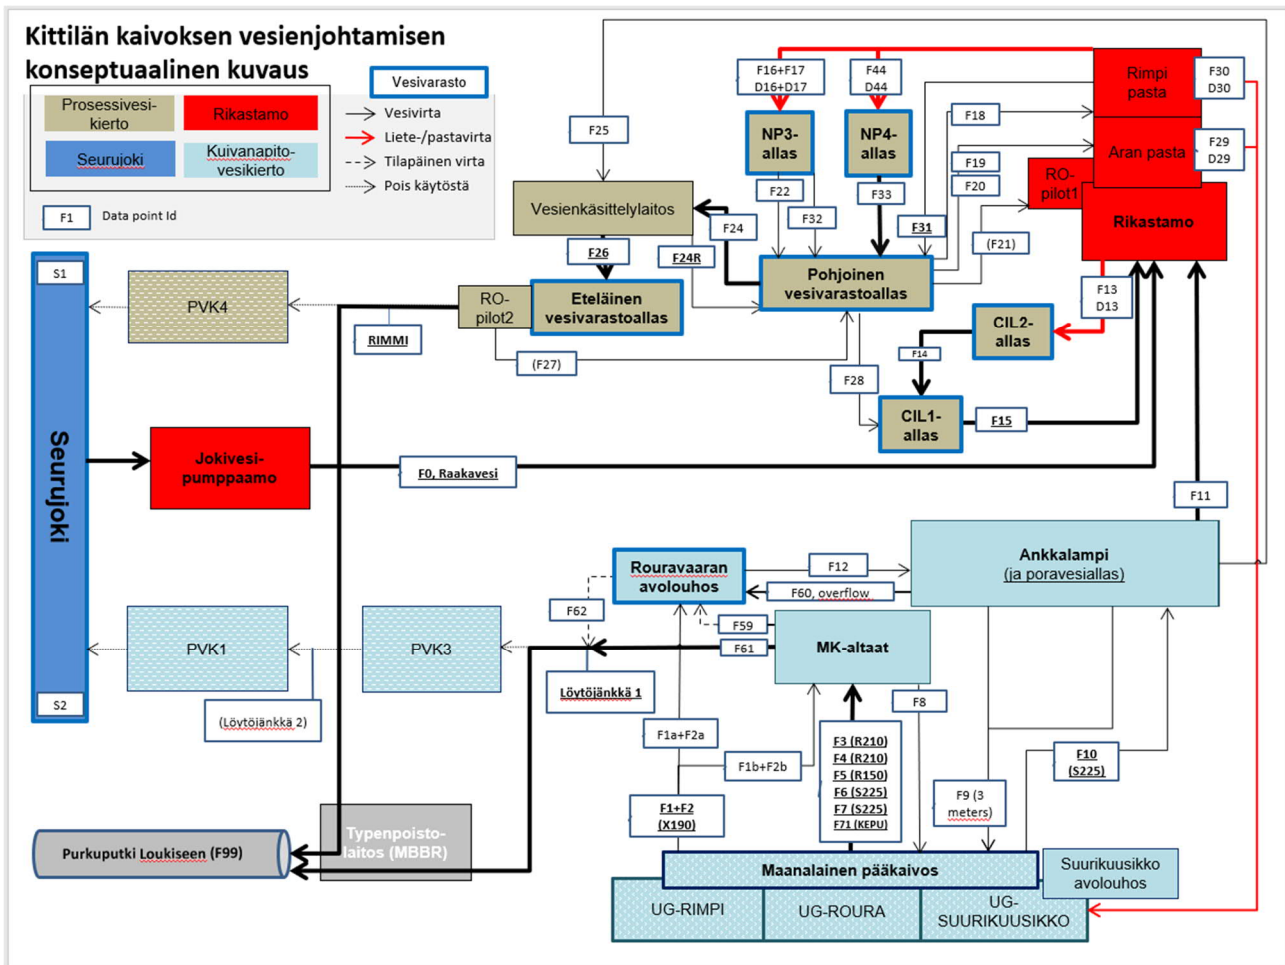 Kittilän kaivoksen vesienjohtamisen
konseptuaalinen kuvaus
Prosessivesi-
kierto
Rikastamo
Seurujoki
Kuivanapito-
vesikierto
Vesivarasto
Vesivirta
Liete-/pastavirta
Tilapäinen virta
Pois käytöstä
F1
Data point Id
F25
F16+F17
D16+D17
F44
D44
Rimpi
pasta
F30
D30
NP3-
allas
NP4-
allas
F18
Aran pasta
F29
D29
F19
F20
RO-
pilot1
Rikastamo
Vesienkäsittelylaitos
F22
F33
F32
F24
F31
(F21)
F26
F24R
Pohjoinen
vesivarastoallas
F13
D13
S1
PVK4
RO-
pilot2
Eteläinen
vesivarastoallas
RIMMI
(F27)
CIL2-
allas
F14
F28
CIL1-
allas
F15
Seurujoki
Jokivesi-
pumppaamo
F0, Raakavesi
F11
Rouravaaran
avolouhos
F12
F60, overflow
Ankkalampi
(ja poravesiallas)
F62
F59
F61
MK-altaat
PVK1
PVK3
S2
(Lövtöjänkkä 2)
Löytöjänkkä 1
F8
F1a+F2a
F1b+F2b
F3 (R210)
F4 (R210)
F5 (R150)
F6 (S225)
F7 (S225)
F71 (KEPU)
F10
(S225)
F9 (3
meters)
F1+F2
(X190)
Purkuputki Loukiseen (F99)
Typenpoisto-
laitos (MBBR)
Maanalainen pääkaivos
Suurikuusikko
avolouhos
UG-RIMPI
UG-ROURA
UG-
SUURIKUUSIKKO